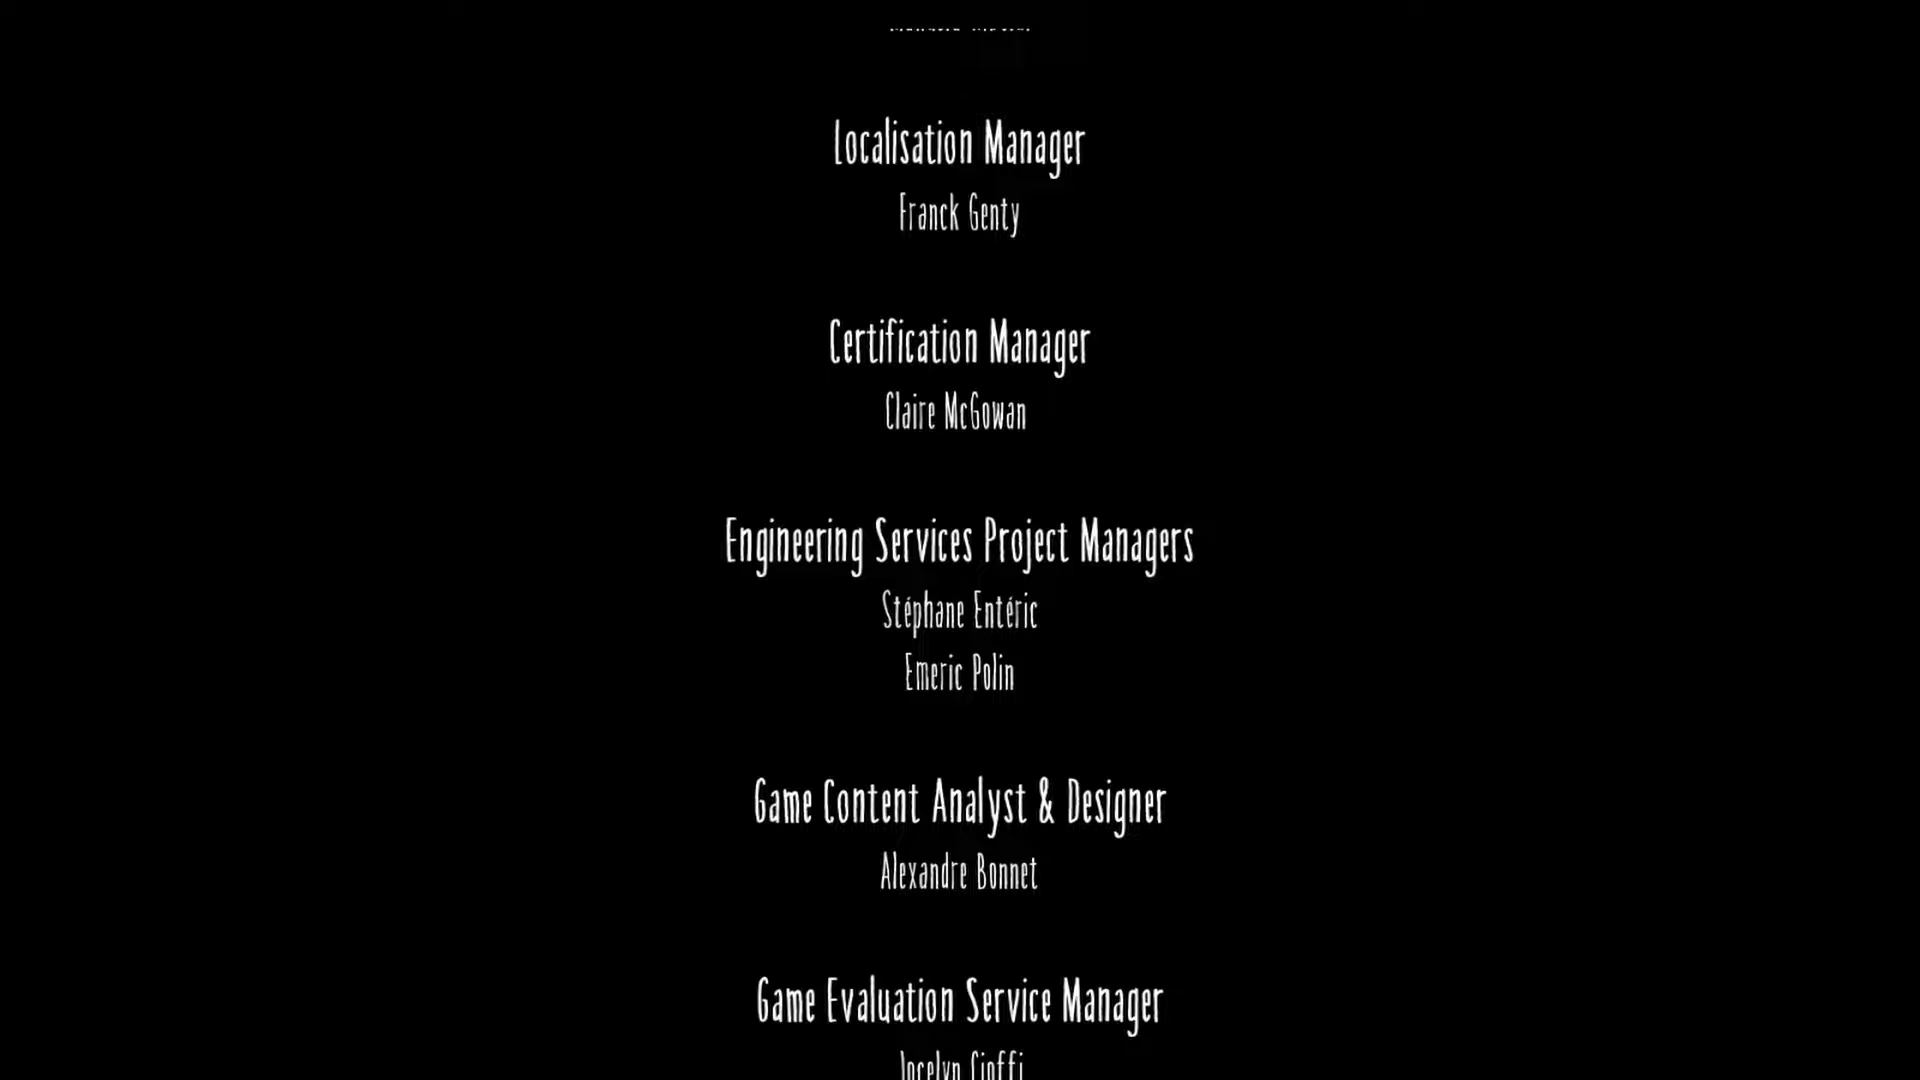 Localisation Manager
Franck Genty
Certification Manager
Claire McGowan
Engineering Services Project Managers
Stéphane Entéric
Emeric Polin
Game Content Analyst & Designer
Alexandre Bonnet
Game Evaluation Service Manager
Jocelyn Cioffi